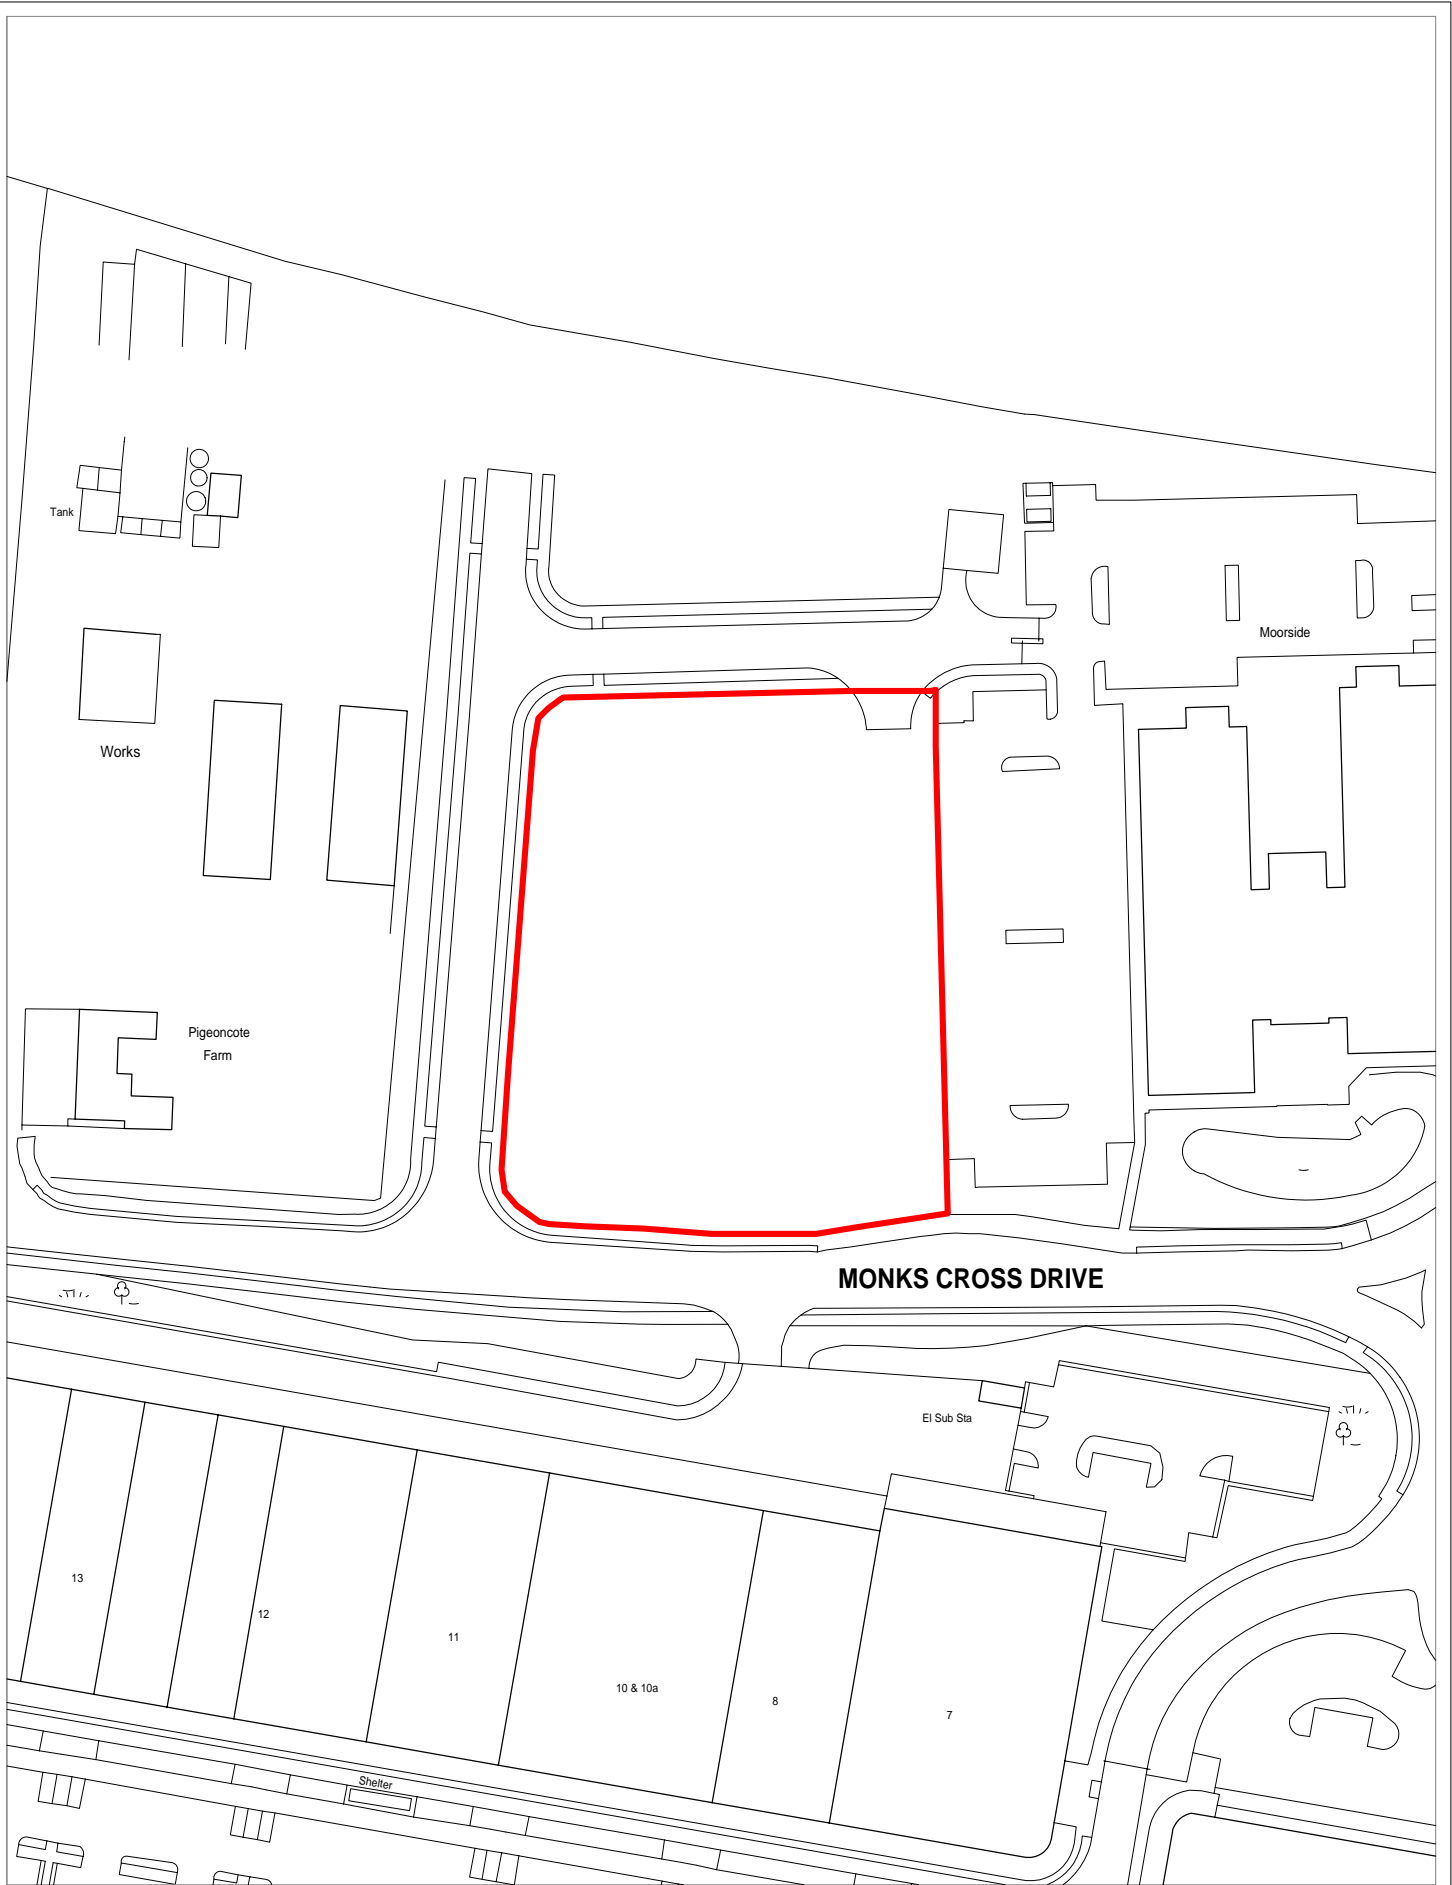 Tank
Moorside
Works
Pigeoncote
Farm
MONKS CROSS DRIVE
El Sub Sta
13
12
11
10 & 10a
8
7
Shelter